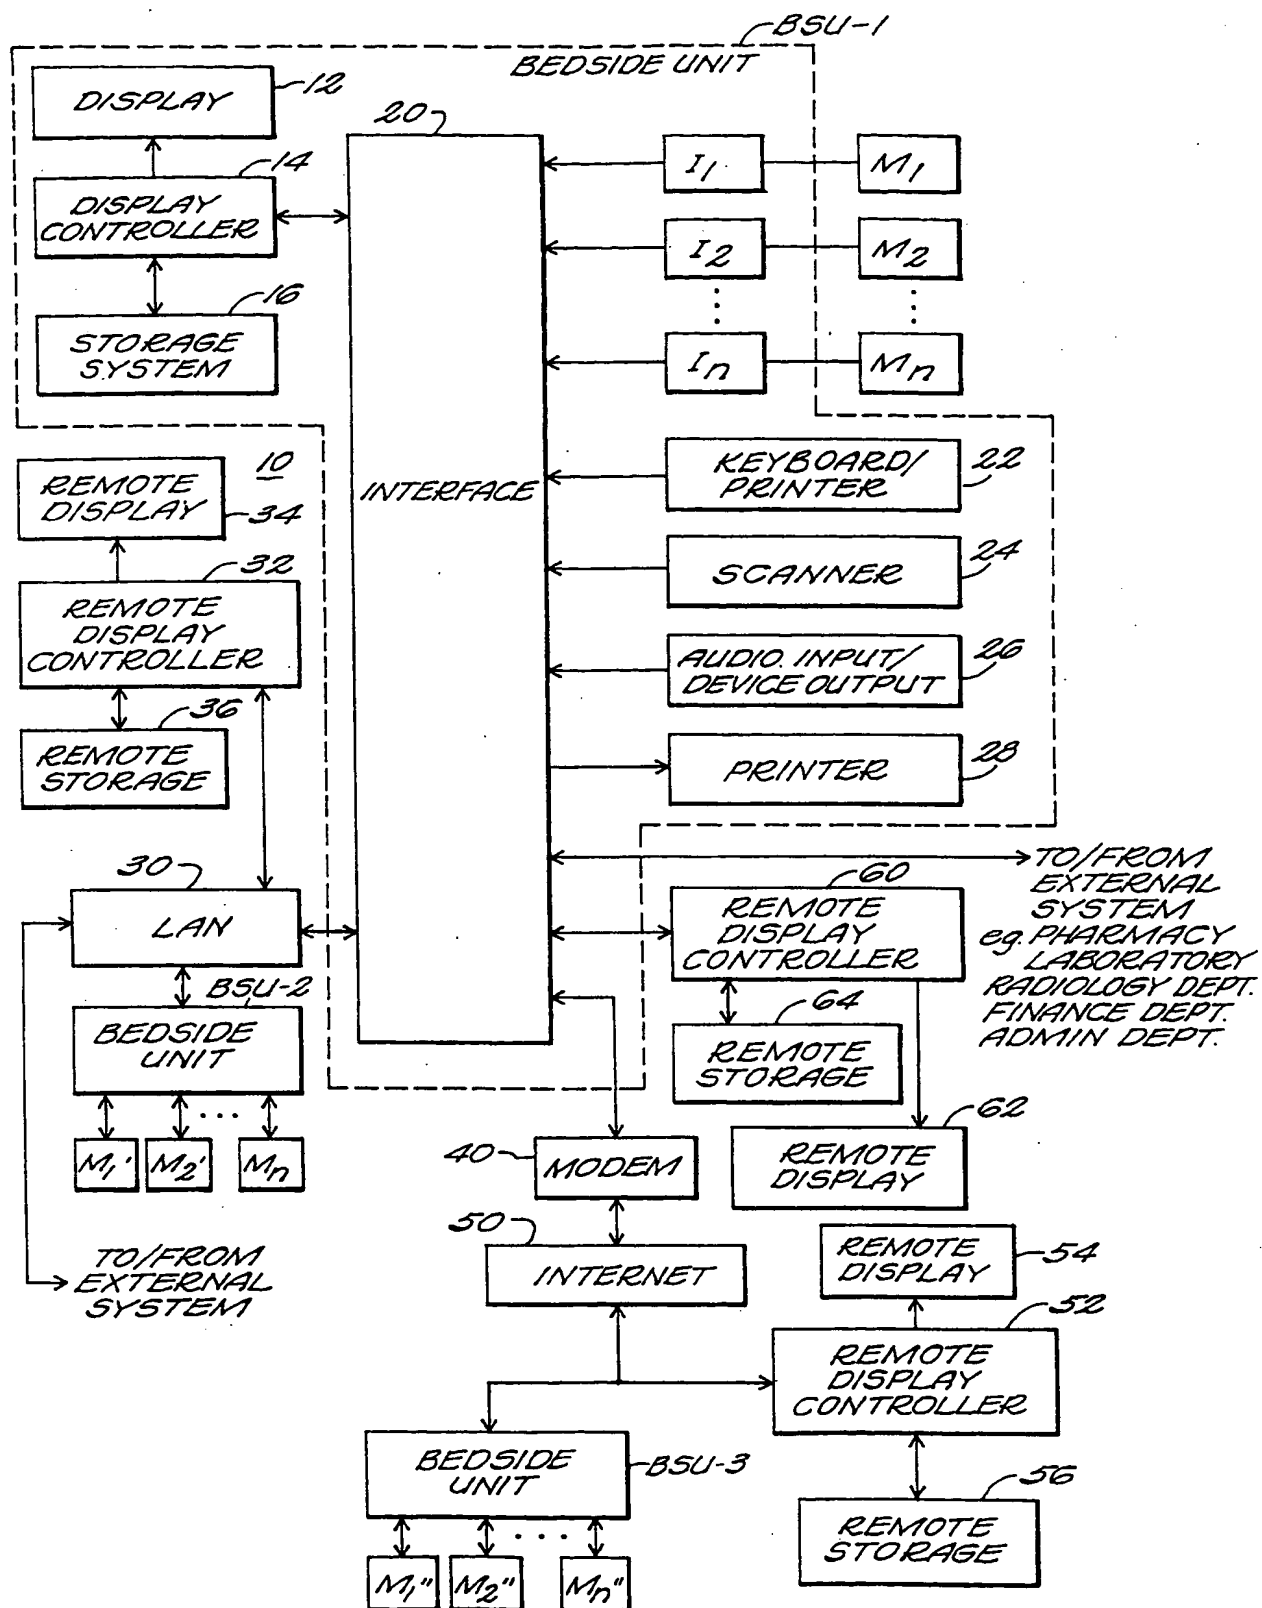 BSU-1
BEDSIDE UNIT
DISPLAY
12
DISPLAY
CONTROLLER
14
STORAGE
SYSTEM
16
20
INTERFACE
I1
M1
I2
M2
In
Mn
KEYBOARD/
PRINTER
22
SCANNER
24
AUDIO. INPUT/
DEVICE OUTPUT
26
PRINTER
28
10
REMOTE
DISPLAY
34
32
REMOTE
DISPLAY
CONTROLLER
36
REMOTE
STORAGE
30
LAN
BSU-2
BEDSIDE
UNIT
M1'
M2'
Mn
TO/FROM
EXTERNAL
SYSTEM
TO/FROM
EXTERNAL
SYSTEM
eg. PHARMACY
LABORATORY
RADIOLOGY DEPT.
FINANCE DEPT.
ADMIN DEPT.
60
REMOTE
DISPLAY
CONTROLLER
64
REMOTE
STORAGE
62
REMOTE
DISPLAY
40
MODEM
50
INTERNET
REMOTE
DISPLAY
54
52
REMOTE
DISPLAY
CONTROLLER
56
REMOTE
STORAGE
BEDSIDE
UNIT
BSU-3
M1"
M2"
Mn"